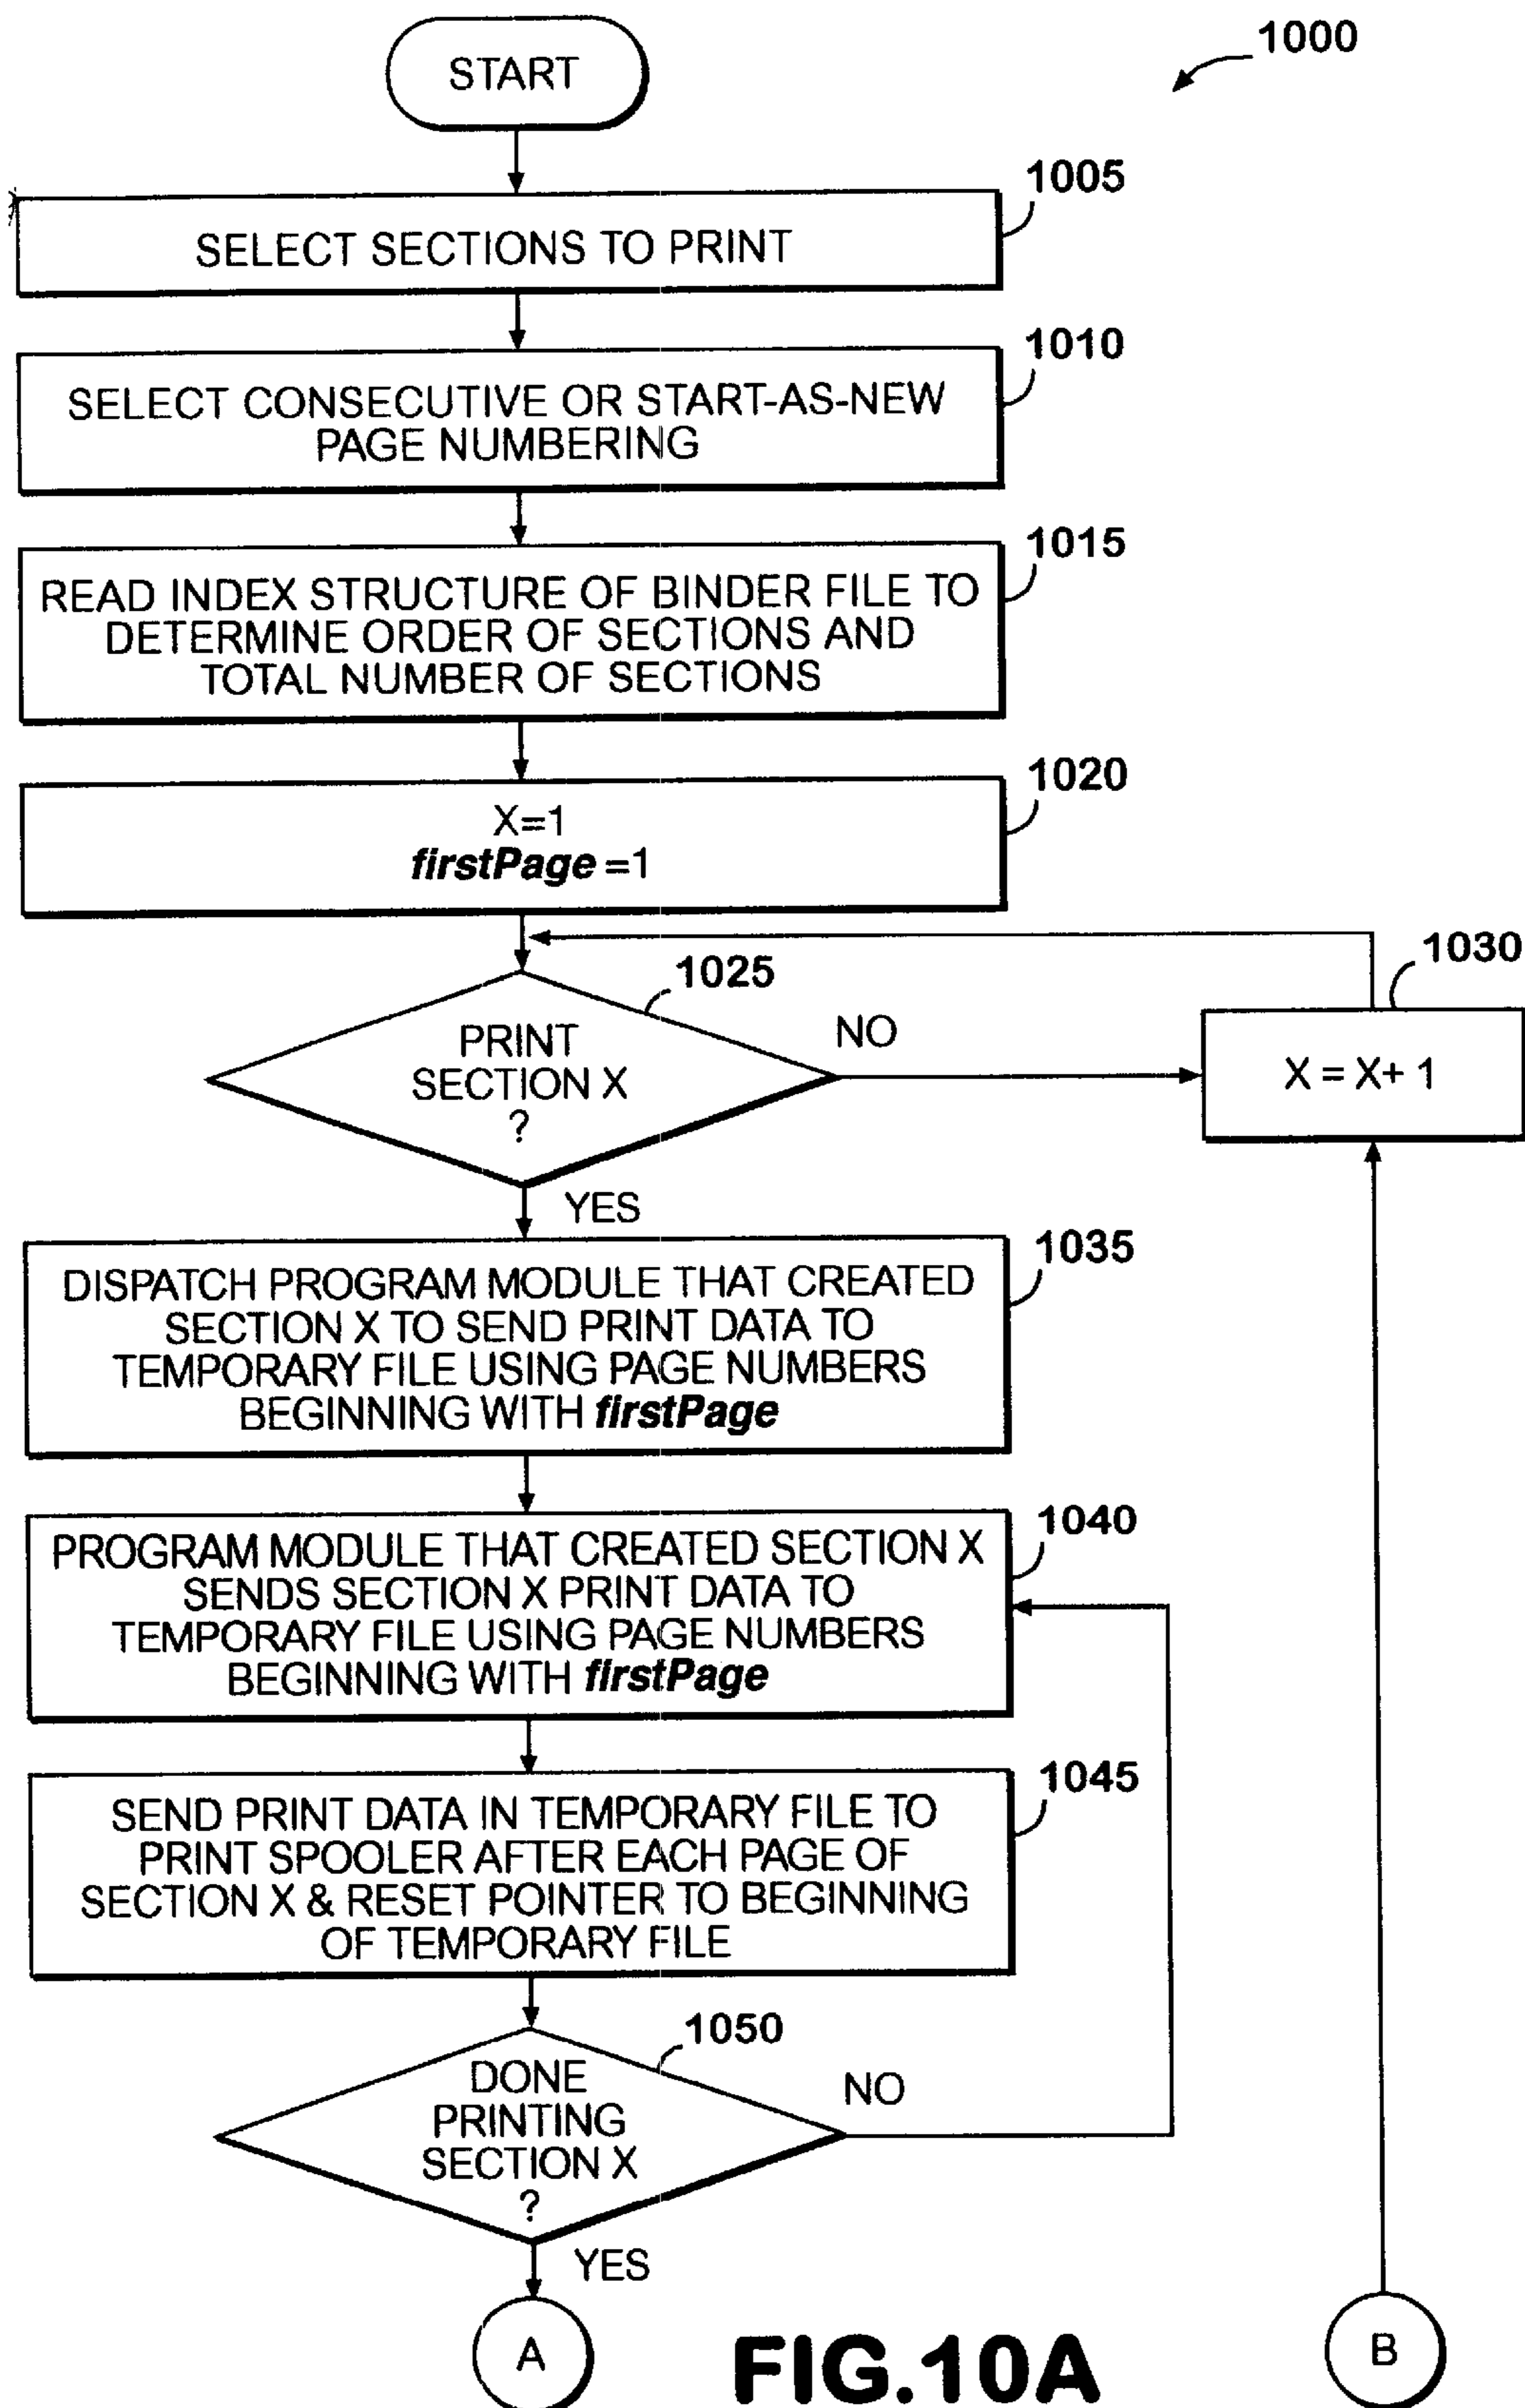 1000
START
1005
SELECT SECTIONS TO PRINT
1010
SELECT CONSECUTIVE OR START-AS-NEW
PAGE NUMBERING
1015
READ INDEX STRUCTURE OF BINDER FILE TO
DETERMINE ORDER OF SECTIONS AND
TOTAL NUMBER OF SECTIONS
1020
X=1
firstPage =1
1025
PRINT
SECTION X
?
NO
YES
1030
X = X+ 1
1035
DISPATCH PROGRAM MODULE THAT CREATED
SECTION X TO SEND PRINT DATA TO
TEMPORARY FILE USING PAGE NUMBERS
BEGINNING WITH firstPage
1040
PROGRAM MODULE THAT CREATED SECTION X
SENDS SECTION X PRINT DATA TO
TEMPORARY FILE USING PAGE NUMBERS
BEGINNING WITH firstPage
1045
SEND PRINT DATA IN TEMPORARY FILE TO
PRINT SPOOLER AFTER EACH PAGE OF
SECTION X & RESET POINTER TO BEGINNING
OF TEMPORARY FILE
1050
DONE
PRINTING
SECTION X
?
NO
YES
A
B
FIG.10A